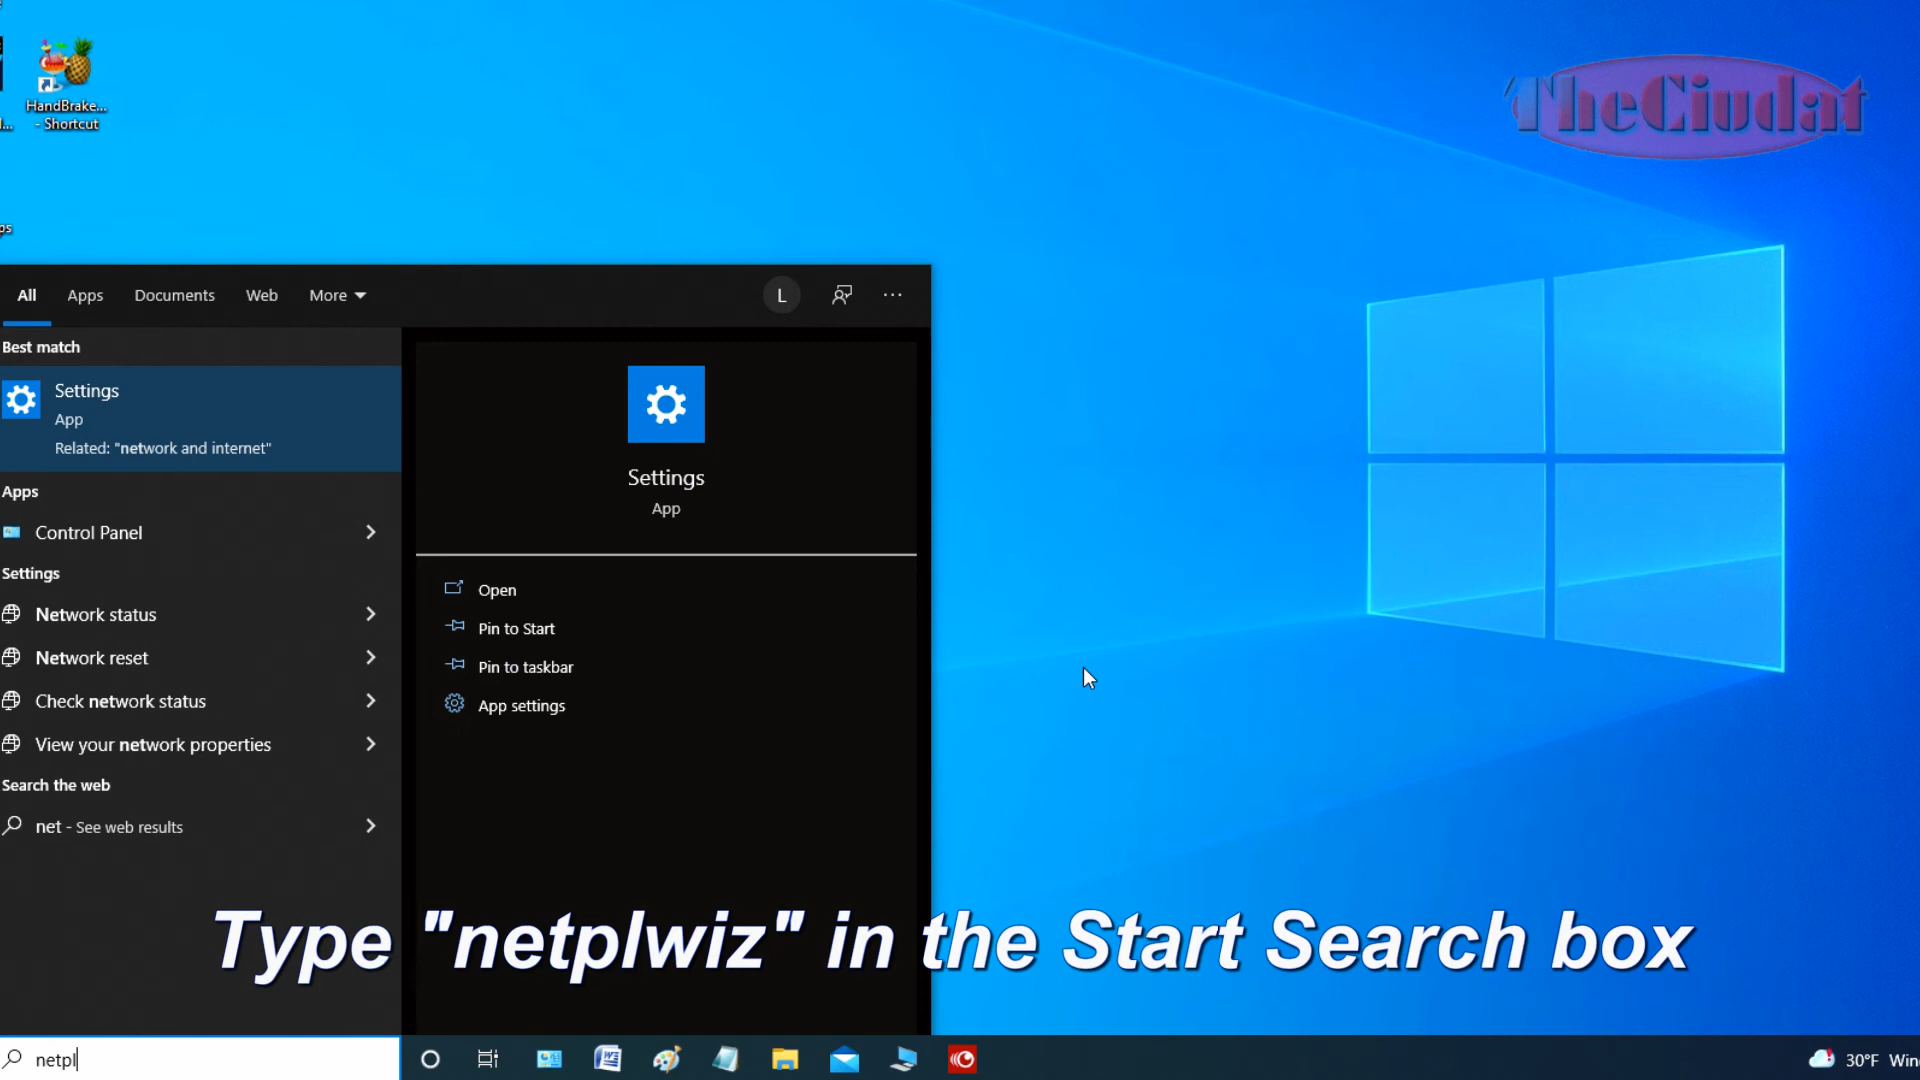 HandBrake...
- Shortcut
TheCiudat
All
Apps
Documents
Web
More
L
Best match
Settings
App
Related: "network and internet"
Apps
Control Panel
Settings
Network status
Network reset
Check network status
View your network properties
Search the web
net - See web results
Settings
App
Open
Pin to Start
Pin to taskbar
App settings
Type "netplwiz" in the Start Search box
netpl
30°F